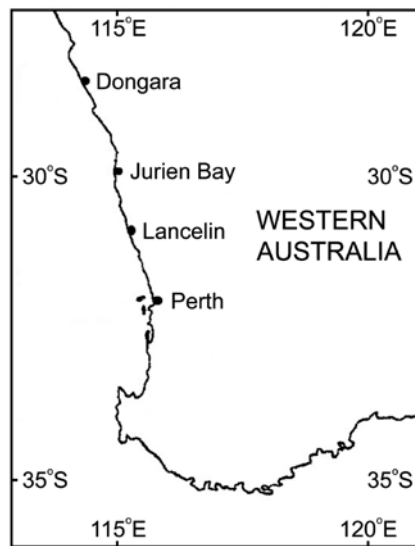 115°E 120°E
Dongara
Jurien Bay
30°S 30°S
WESTERN
AUSTRALIA
Lancelin
Perth
35°S 35°S
115°E 120°E